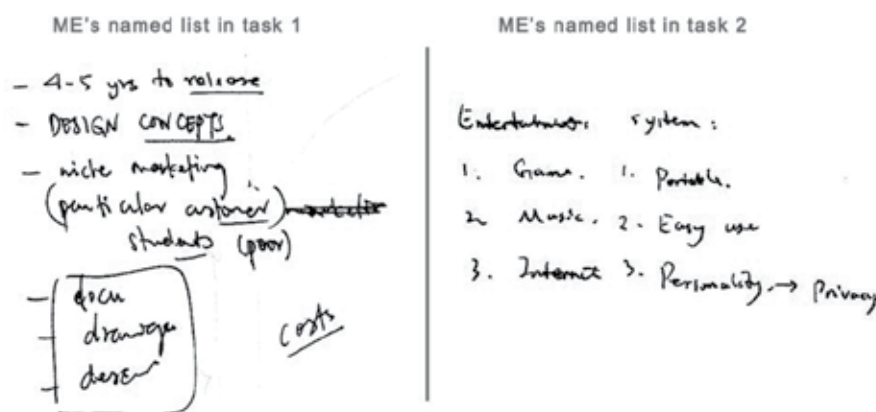 ME's named list in task 1
- 4-5 yrs to release
- DESIGN CONCEPTS.
- niche marketing
(particular customer)
students (poor)
- docu
- drawings
- descr
costs
ME's named list in task 2
Entertainment system:
1. Game. 1. Portable.
2. Music. 2. Easy use
3. Internet 3. Personality. → Privacy